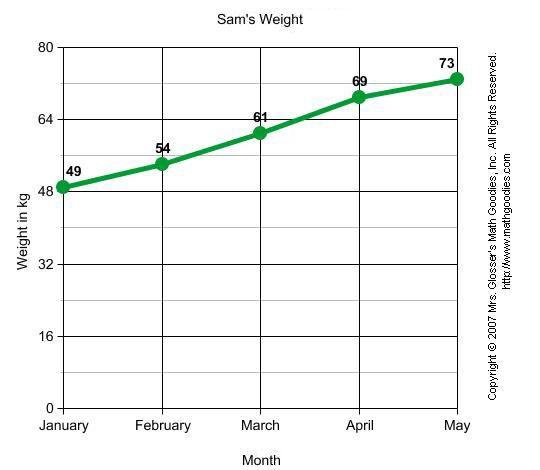 Sam's Weight
80
64
48
32
16
0
Weight in kg
49
54
61
69
73
January
February
March
April
May
Month
Copyright © 2007 Mrs. Glosser's Math Goodies, Inc. All Rights Reserved.
http://www.mathgoodies.com